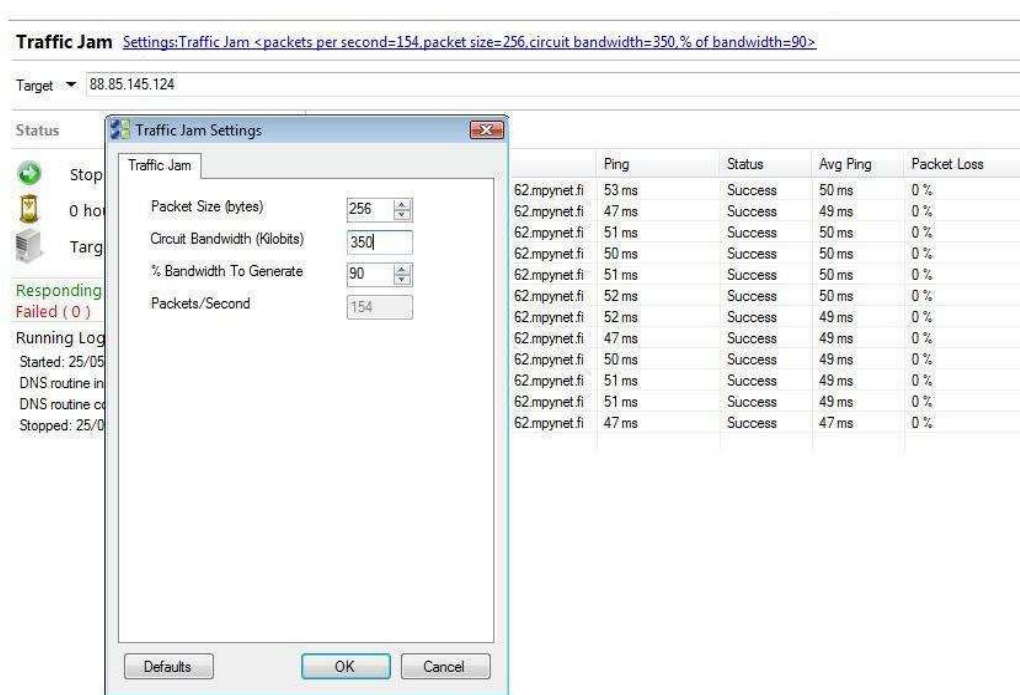 Traffic Jam Settings:Traffic Jam <packets per second=154,packet size=256,circuit bandwidth=350,% of bandwidth=90>
Target 88.85.145.124
Status
Stop
0 hou
Targ
Responding
Failed ( 0 )
Running Log
Started: 25/05
DNS routine in
DNS routine co
Stopped: 25/0
Traffic Jam Settings
Traffic Jam
Packet Size (bytes) 256
Circuit Bandwidth (Kilobits) 350
% Bandwidth To Generate 90
Packets/Second 154
Defaults OK Cancel
Ping Status Avg Ping Packet Loss
62.mpynet.fi 53 ms Success 50 ms 0 %
62.mpynet.fi 47 ms Success 49 ms 0 %
62.mpynet.fi 51 ms Success 50 ms 0 %
62.mpynet.fi 50 ms Success 50 ms 0 %
62.mpynet.fi 51 ms Success 50 ms 0 %
62.mpynet.fi 52 ms Success 50 ms 0 %
62.mpynet.fi 52 ms Success 49 ms 0 %
62.mpynet.fi 47 ms Success 49 ms 0 %
62.mpynet.fi 50 ms Success 49 ms 0 %
62.mpynet.fi 51 ms Success 49 ms 0 %
62.mpynet.fi 51 ms Success 49 ms 0 %
62.mpynet.fi 47 ms Success 47 ms 0 %